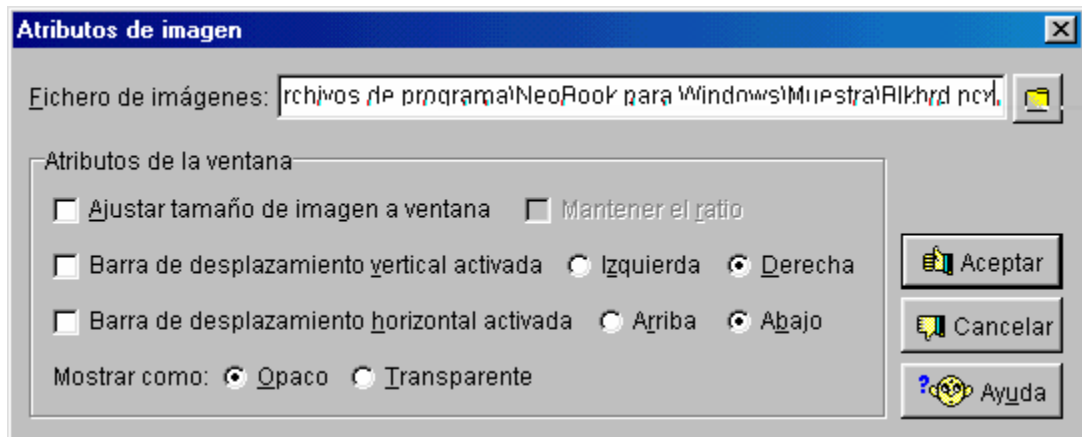 Atributos de imagen
Fichero de imágenes: rchivos de programa\NeoBook para Windows\Muestra\Blkbrd.pcx
Atributos de la ventana
Ajustar tamaño de imagen a ventana Mantener el ratio
Barra de desplazamiento vertical activada Izquierda Derecha
Barra de desplazamiento horizontal activada Arriba Abajo
Mostrar como: Opaco Transparente
Aceptar
Cancelar
Ayuda